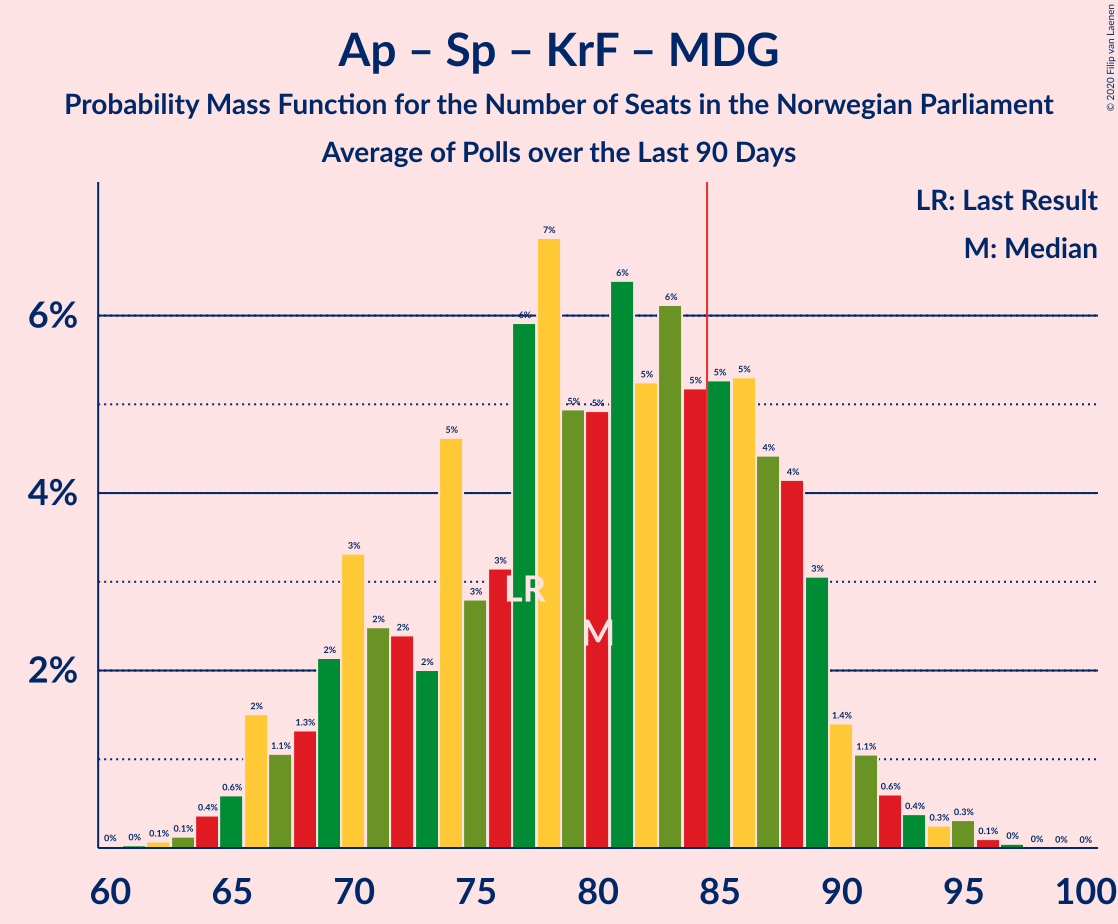 Ap – Sp – KrF – MDG
Probability Mass Function for the Number of Seats in the Norwegian Parliament
Average of Polls over the Last 90 Days
© 2020 Filip van Laenen
LR: Last Result
M: Median
7%
6% 6%
6% 6%
5% 5% 5% 5%
5% 5%
5%
4%
4%
4%
3% 3%
3% 3%
LR
2% 2%
M
2%
2% 2%
2%
1.4%
1.3%
1.1% 1.1%
0.6% 0.6%
0.4% 0.4%
0.3% 0.3%
0% 0% 0.1% 0.1% 0.1% 0% 0% 0% 0%
60 65 70 75 80 85 90 95 100